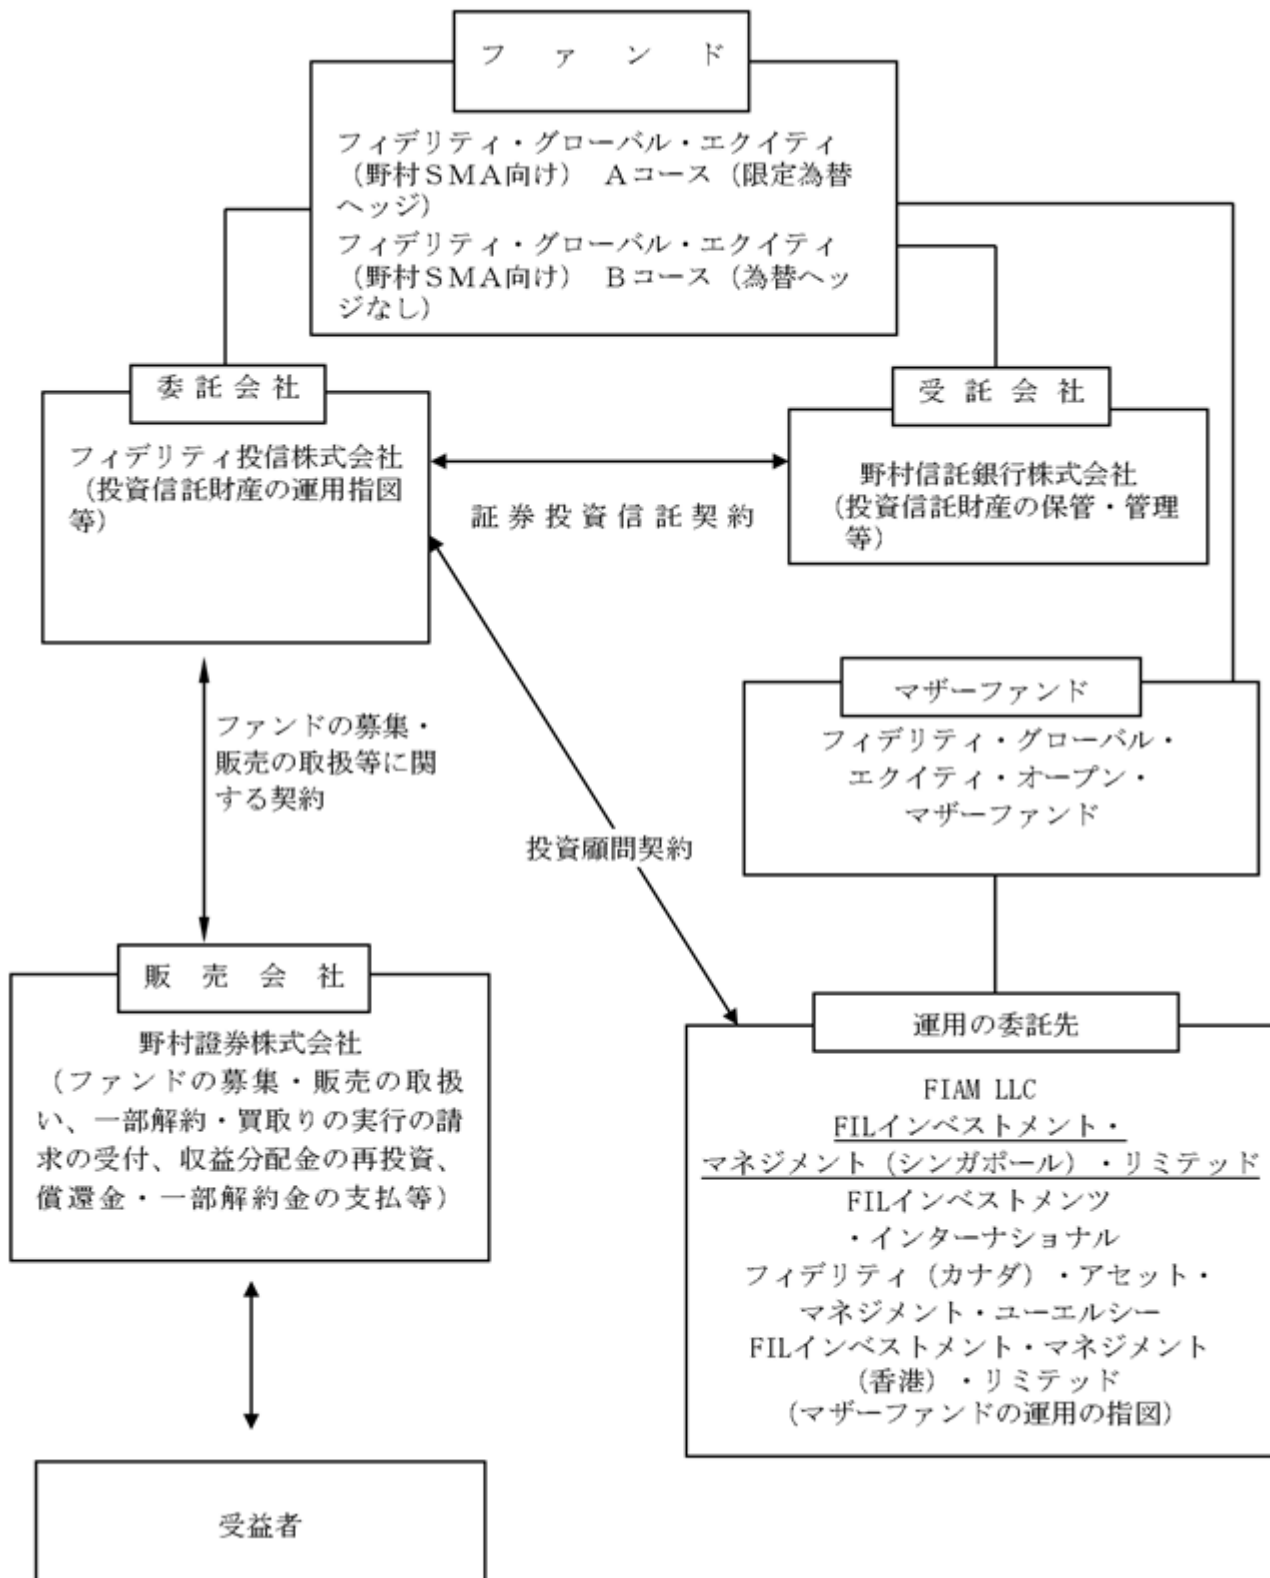 ファンド
フィデリティ・グローバル・エクイティ
（野村ＳＭＡ向け）　Ａコース（限定為替
ヘッジ）
フィデリティ・グローバル・エクイティ
（野村ＳＭＡ向け）　Ｂコース（為替ヘッ
ジなし）
委託会社
フィデリティ投信株式会社
（投資信託財産の運用指図
等）
証券投資信託契約
受託会社
野村信託銀行株式会社
（投資信託財産の保管・管理
等）
ファンドの募集・
販売の取扱等に関
する契約
投資顧問契約
マザーファンド
フィデリティ・グローバル・
エクイティ・オープン・
マザーファンド
販売会社
野村證券株式会社
（ファンドの募集・販売の取扱
い、一部解約・買取りの実行の請
求の受付、収益分配金の再投資、
償還金・一部解約金の支払等）
運用の委託先
FIAM LLC
FILインベストメント・
マネジメント（シンガポール）・リミテッド
FILインベストメンツ
・インターナショナル
フィデリティ（カナダ）・アセット・
マネジメント・ユーエルシー
FILインベストメント・マネジメント
（香港）・リミテッド
（マザーファンドの運用の指図）
受益者